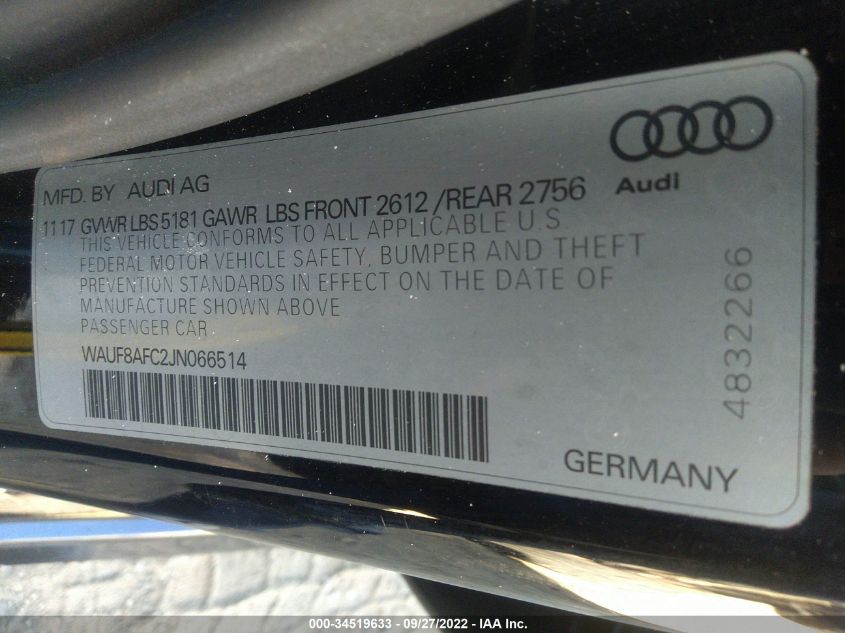 Audi
MFD. BY AUDI AG
11 17 GVWR LBS 5181 GAWR LBS FRONT 2612 /REAR 2756
THIS VEHICLE CONFORMS TO ALL APPLICABLE U.S
FEDERAL MOTOR VEHICLE SAFETY, BUMPER AND THEFT
PREVENTION STANDARDS IN EFFECT ON THE DATE OF
MANUFACTURE SHOWN ABOVE
PASSENGER CAR
WAUF8AFC2JN066514
4832266
GERMANY
000-34519633 - 09/27/2022 - IAA Inc.